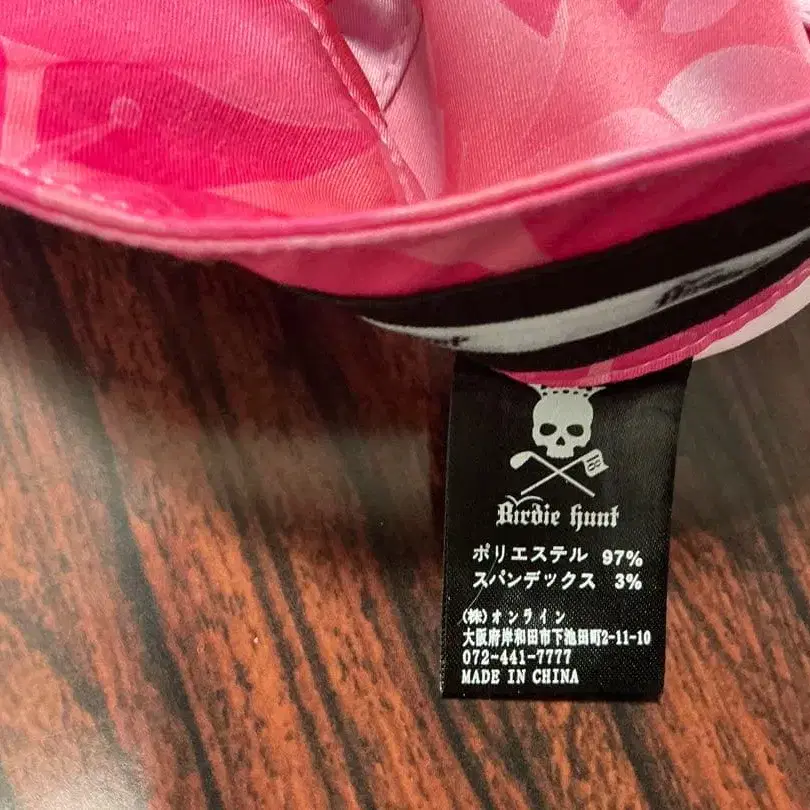 18
Birdie hunt
ポリエステル 97%
スパンデックス 3%
(株)オンライン
大阪府岸和田市下池田町2-11-10
072-441-7777
MADE IN CHINA